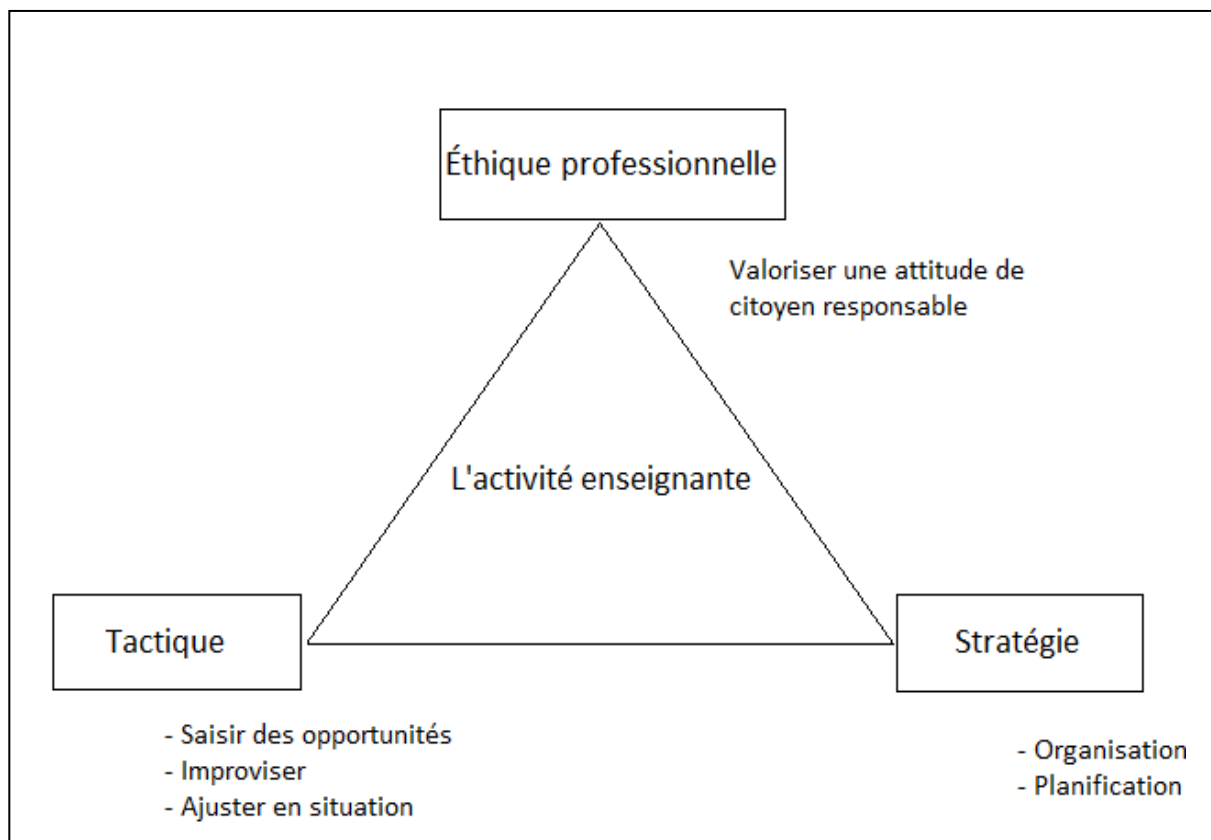 Éthique professionnelle
Valoriser une attitude de
citoyen responsable
L'activité enseignante
Tactique
Stratégie
- Saisir des opportunités
- Improviser
- Ajuster en situation
- Organisation
- Planification